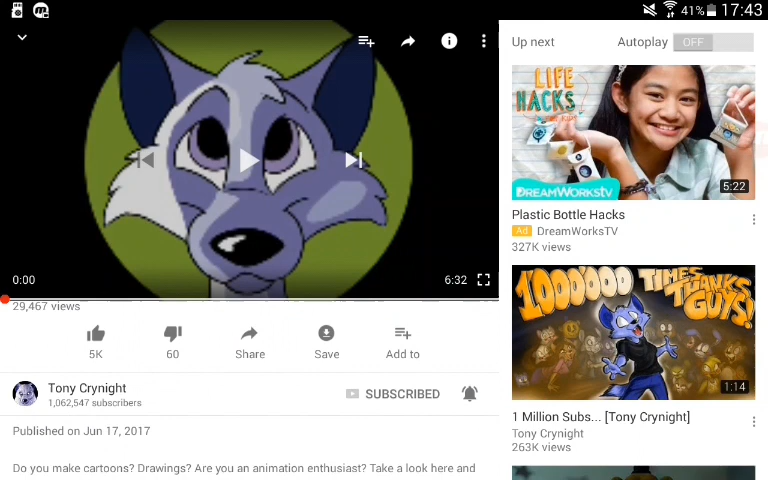 41% 17:43
0:00
6:32
29,467 views
5K
60
Share
Save
Add to
Tony Crynight
1,062,547 subscribers
SUBSCRIBED
Published on Jun 17, 2017
Do you make cartoons? Drawings? Are you an animation enthusiast? Take a look here and
Up next
Autoplay OFF
LIFE
HACKS
DREAMWORKSTV
5:22
Plastic Bottle Hacks
Ad DreamWorksTV
327K views
1000000 TIMES
THANKS
GUYS!
1:14
1 Million Subs... [Tony Crynight]
Tony Crynight
263K views